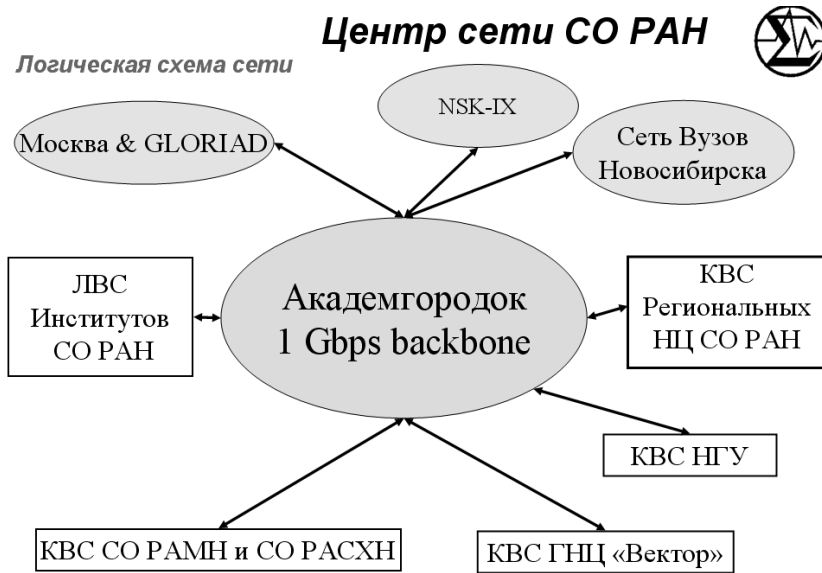 Центр сети СО РАН
Логическая схема сети
NSK-IX
Москва & GLORIAD
Сеть Вузов
Новосибирска
ЛВС
Институтов
СО РАН
Академгородок
1 Gbps backbone
КВС
Региональных
НЦ СО РАН
КВС НГУ
КВС СО РАМН и СО РАСХН
КВС ГНЦ «Вектор»